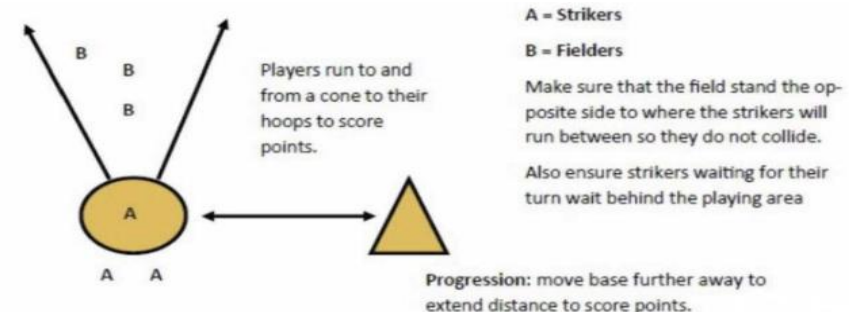 A = Strikers
B = Fielders
Make sure that the field stand the op-
posite side to where the strikers will
run between so they do not collide.
Also ensure strikers waiting for their
turn wait behind the playing area
B
B
B
Players run to and
from a cone to their
hoops to score
points.
A
A A
Progression: move base further away to
extend distance to score points.